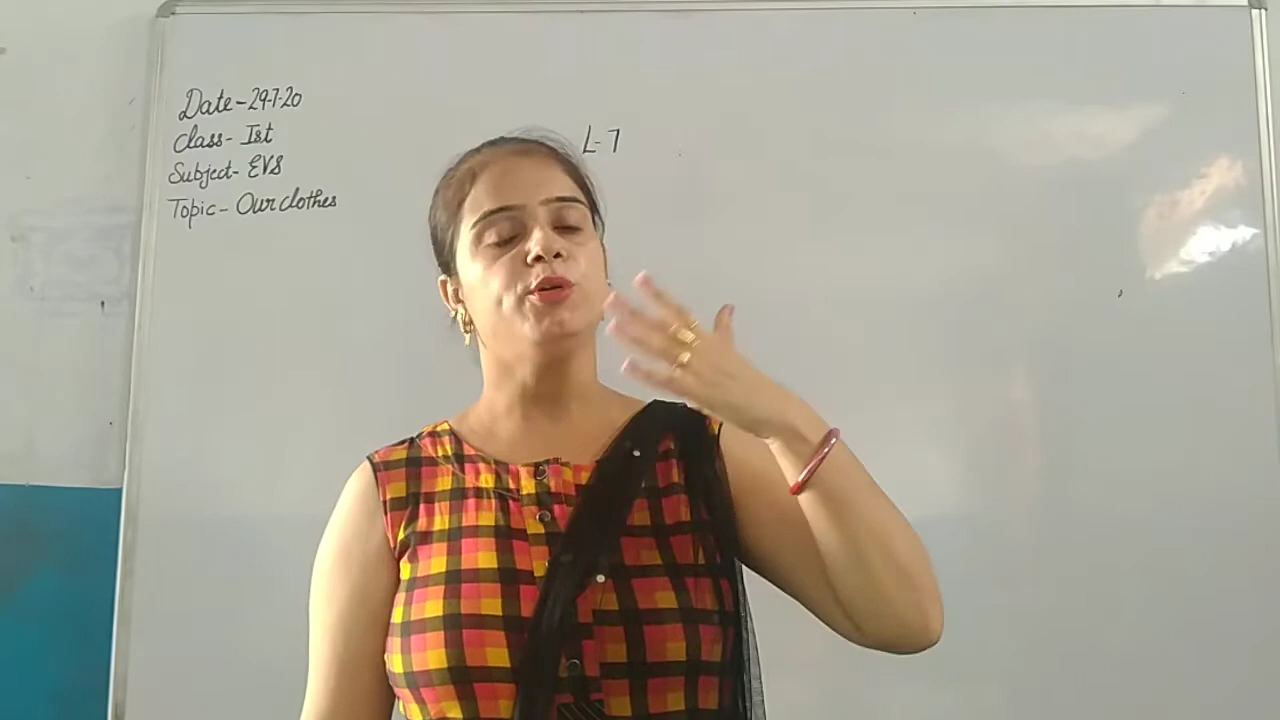 Date-29-7-20
Class- Ist
L-7
Subject- EVS
Topic- Our clothes